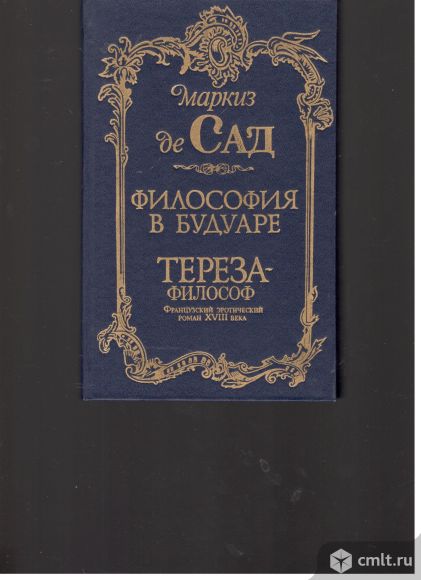 Маркиз
де САД
ФИЛОСОФИЯ
В БУДУАРЕ
ТЕРЕЗА-
ФИЛОСОФ
ФРАНЦУЗСКИЙ ЭРОТИЧЕСКИЙ
РОМАН XVIII ВЕКА
cmlt.ru